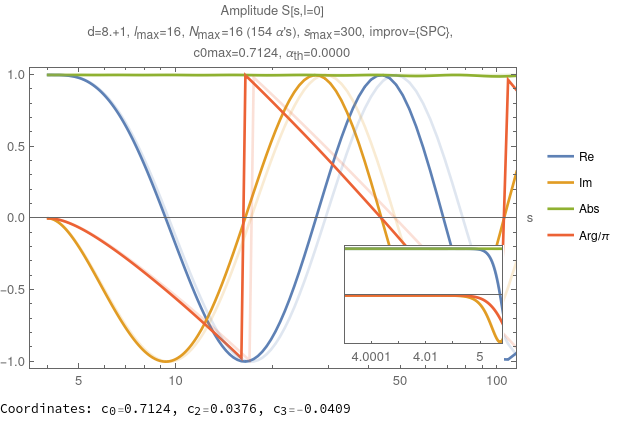 Amplitude S[s,l=0]
d=8.+1, lmax=16, Nmax=16 (154 α's), smax=300, improv={SPC},
c0max=0.7124, αth=0.0000
1.0
0.5
0.0
−0.5
−1.0
s
Re
Im
Abs
Arg/π
4.0001 4.01 5
5 10 50 100
Coordinates: c0=0.7124, c2=0.0376, c3=-0.0409